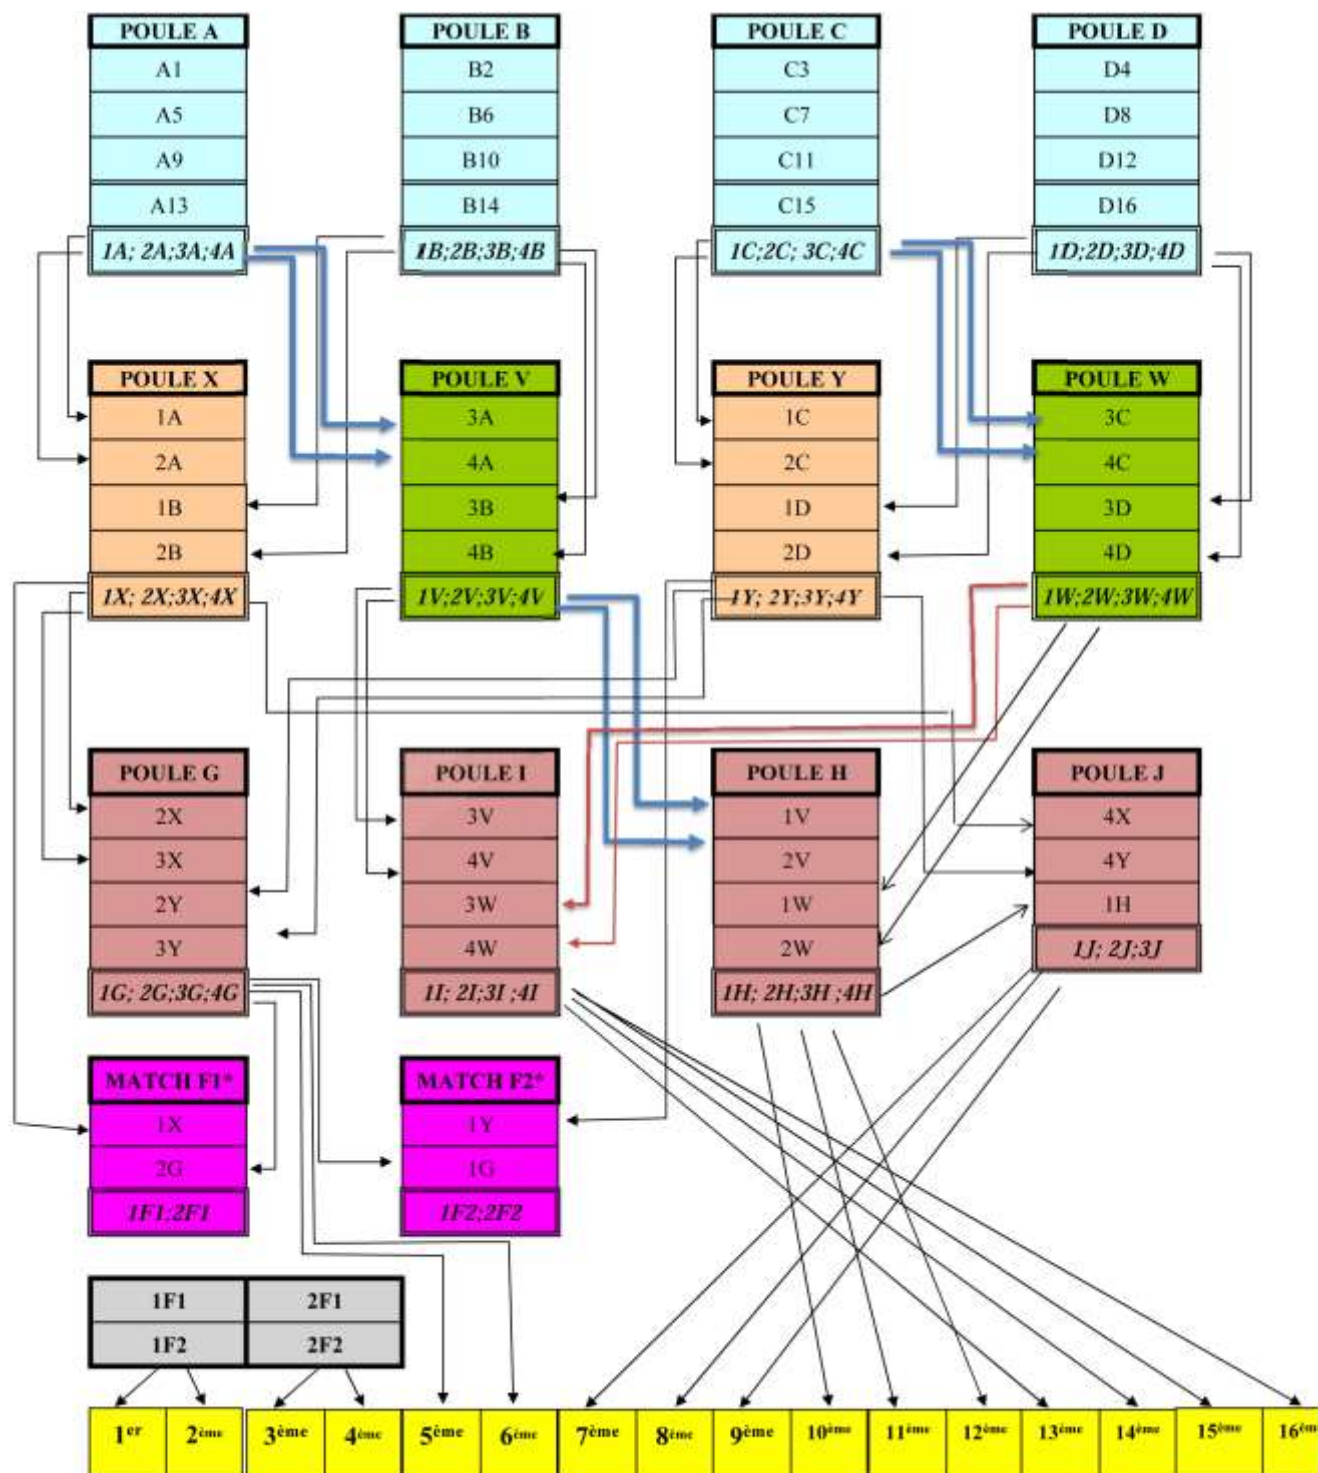 POULE A POULE B POULE C POULE D
A1 B2 C3 D4
A5 B6 C7 D8
A9 B10 C11 D12
A13 B14 C15 D16
1A; 2A;3A;4A 1B;2B;3B;4B 1C;2C; 3C;4C 1D;2D;3D;4D
POULE X POULE V POULE Y POULE W
1A 3A 1C 3C
2A 4A 2C 4C
1B 3B 1D 3D
2B 4B 2D 4D
1X; 2X;3X;4X 1V;2V;3V;4V 1Y; 2Y;3Y;4Y 1W;2W;3W;4W
POULE G POULE I POULE H POULE J
2X 3V 1V 4X
3X 4V 2V 4Y
2Y 3W 1W 1H
3Y 4W 2W 1J; 2J;3J
1G; 2G;3G;4G 1I; 2I;3I ;4I 1H; 2H;3H ;4H
MATCH F1* MATCH F2*
1X 1Y
2G 1G
1F1;2F1 1F2;2F2
1F1 2F1
1F2 2F2
1er 2ème 3ème 4ème 5ème 6ème 7ème 8ème 9ème 10ème 11ème 12ème 13ème 14ème 15ème 16ème